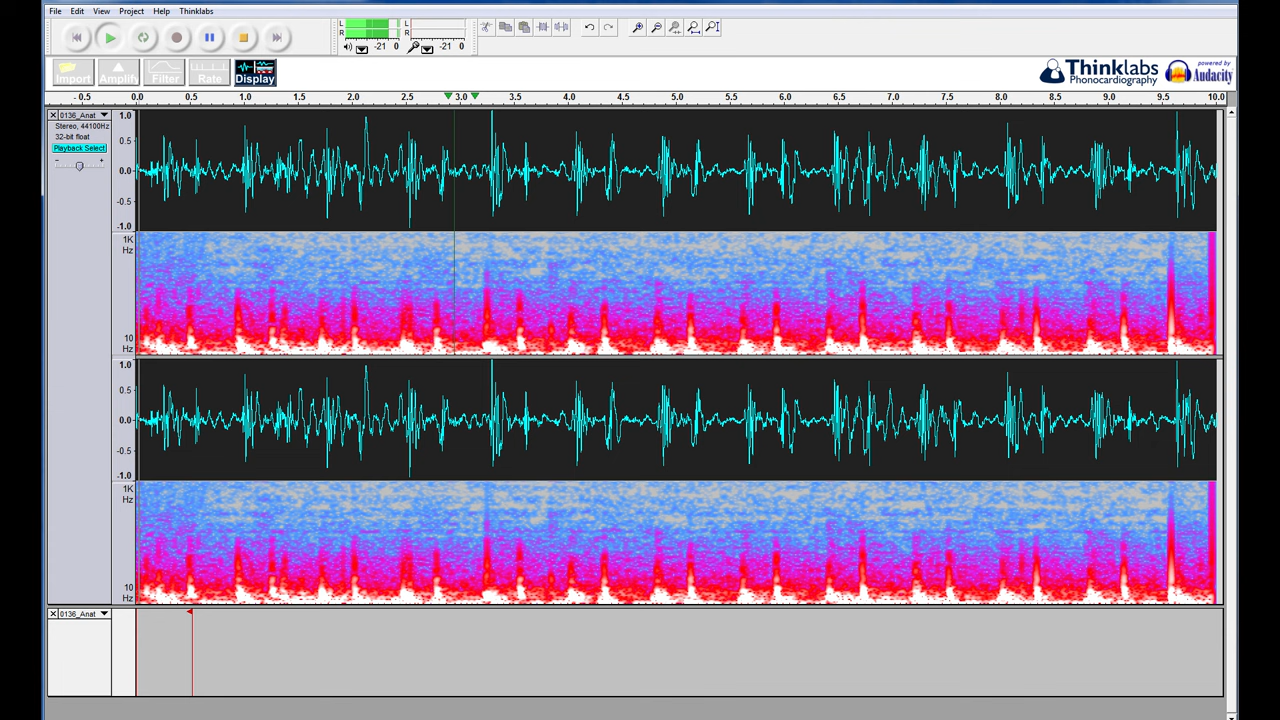 File Edit View Project Help Thinklabs
L
R
-21 0
L
R
-21 0
Import Amplify Filter Rate Display
Thinklabs
Phonocardiography
powered by
Audacity
-0.5 0.0 0.5 1.0 1.5 2.0 2.5 3.0 3.5 4.0 4.5 5.0 5.5 6.0 6.5 7.0 7.5 8.0 8.5 9.0 9.5 10.0
0136_Anat
Stereo, 44100Hz
32-bit float
Playback Select
- +
1.0
0.5
0.0
-0.5
-1.0
1K
Hz
10
Hz
1.0
0.5
0.0
-0.5
-1.0
1K
Hz
10
Hz
0136_Anat